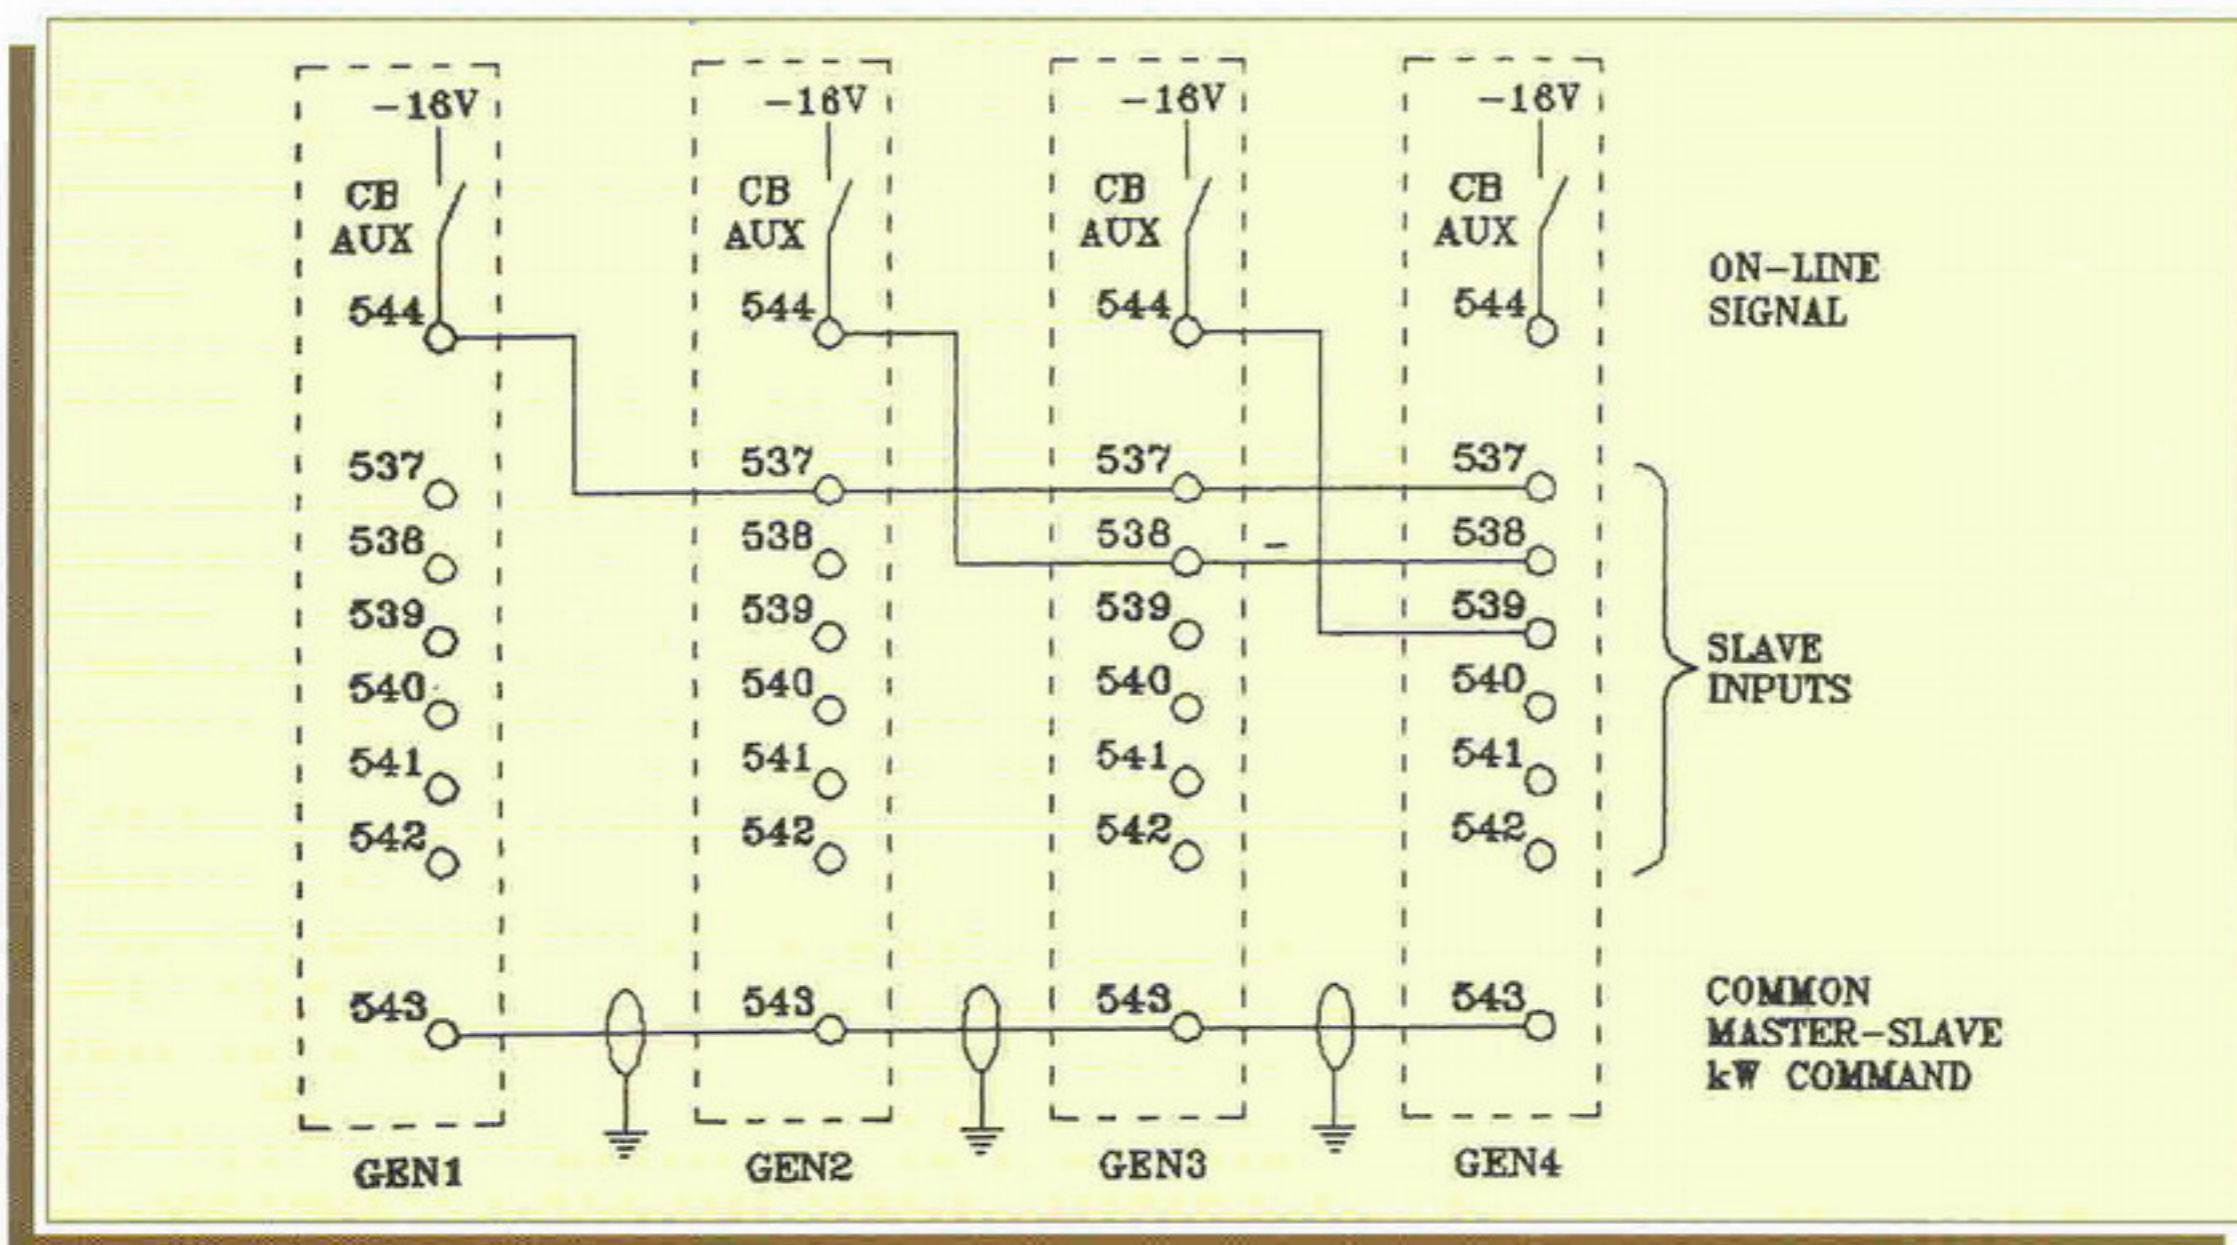 -16V -16V -16V -16V
CB CB CB CB
AUX AUX AUX AUX
ON-LINE
SIGNAL
544 544 544 544
537 537 537 537
538 538 538 538
539 539 539 539
SLAVE
INPUTS
540 540 540 540
541 541 541 541
542 542 542 542
543 543 543 543
COMMON
MASTER-SLAVE
kW COMMAND
GEN1 GEN2 GEN3 GEN4